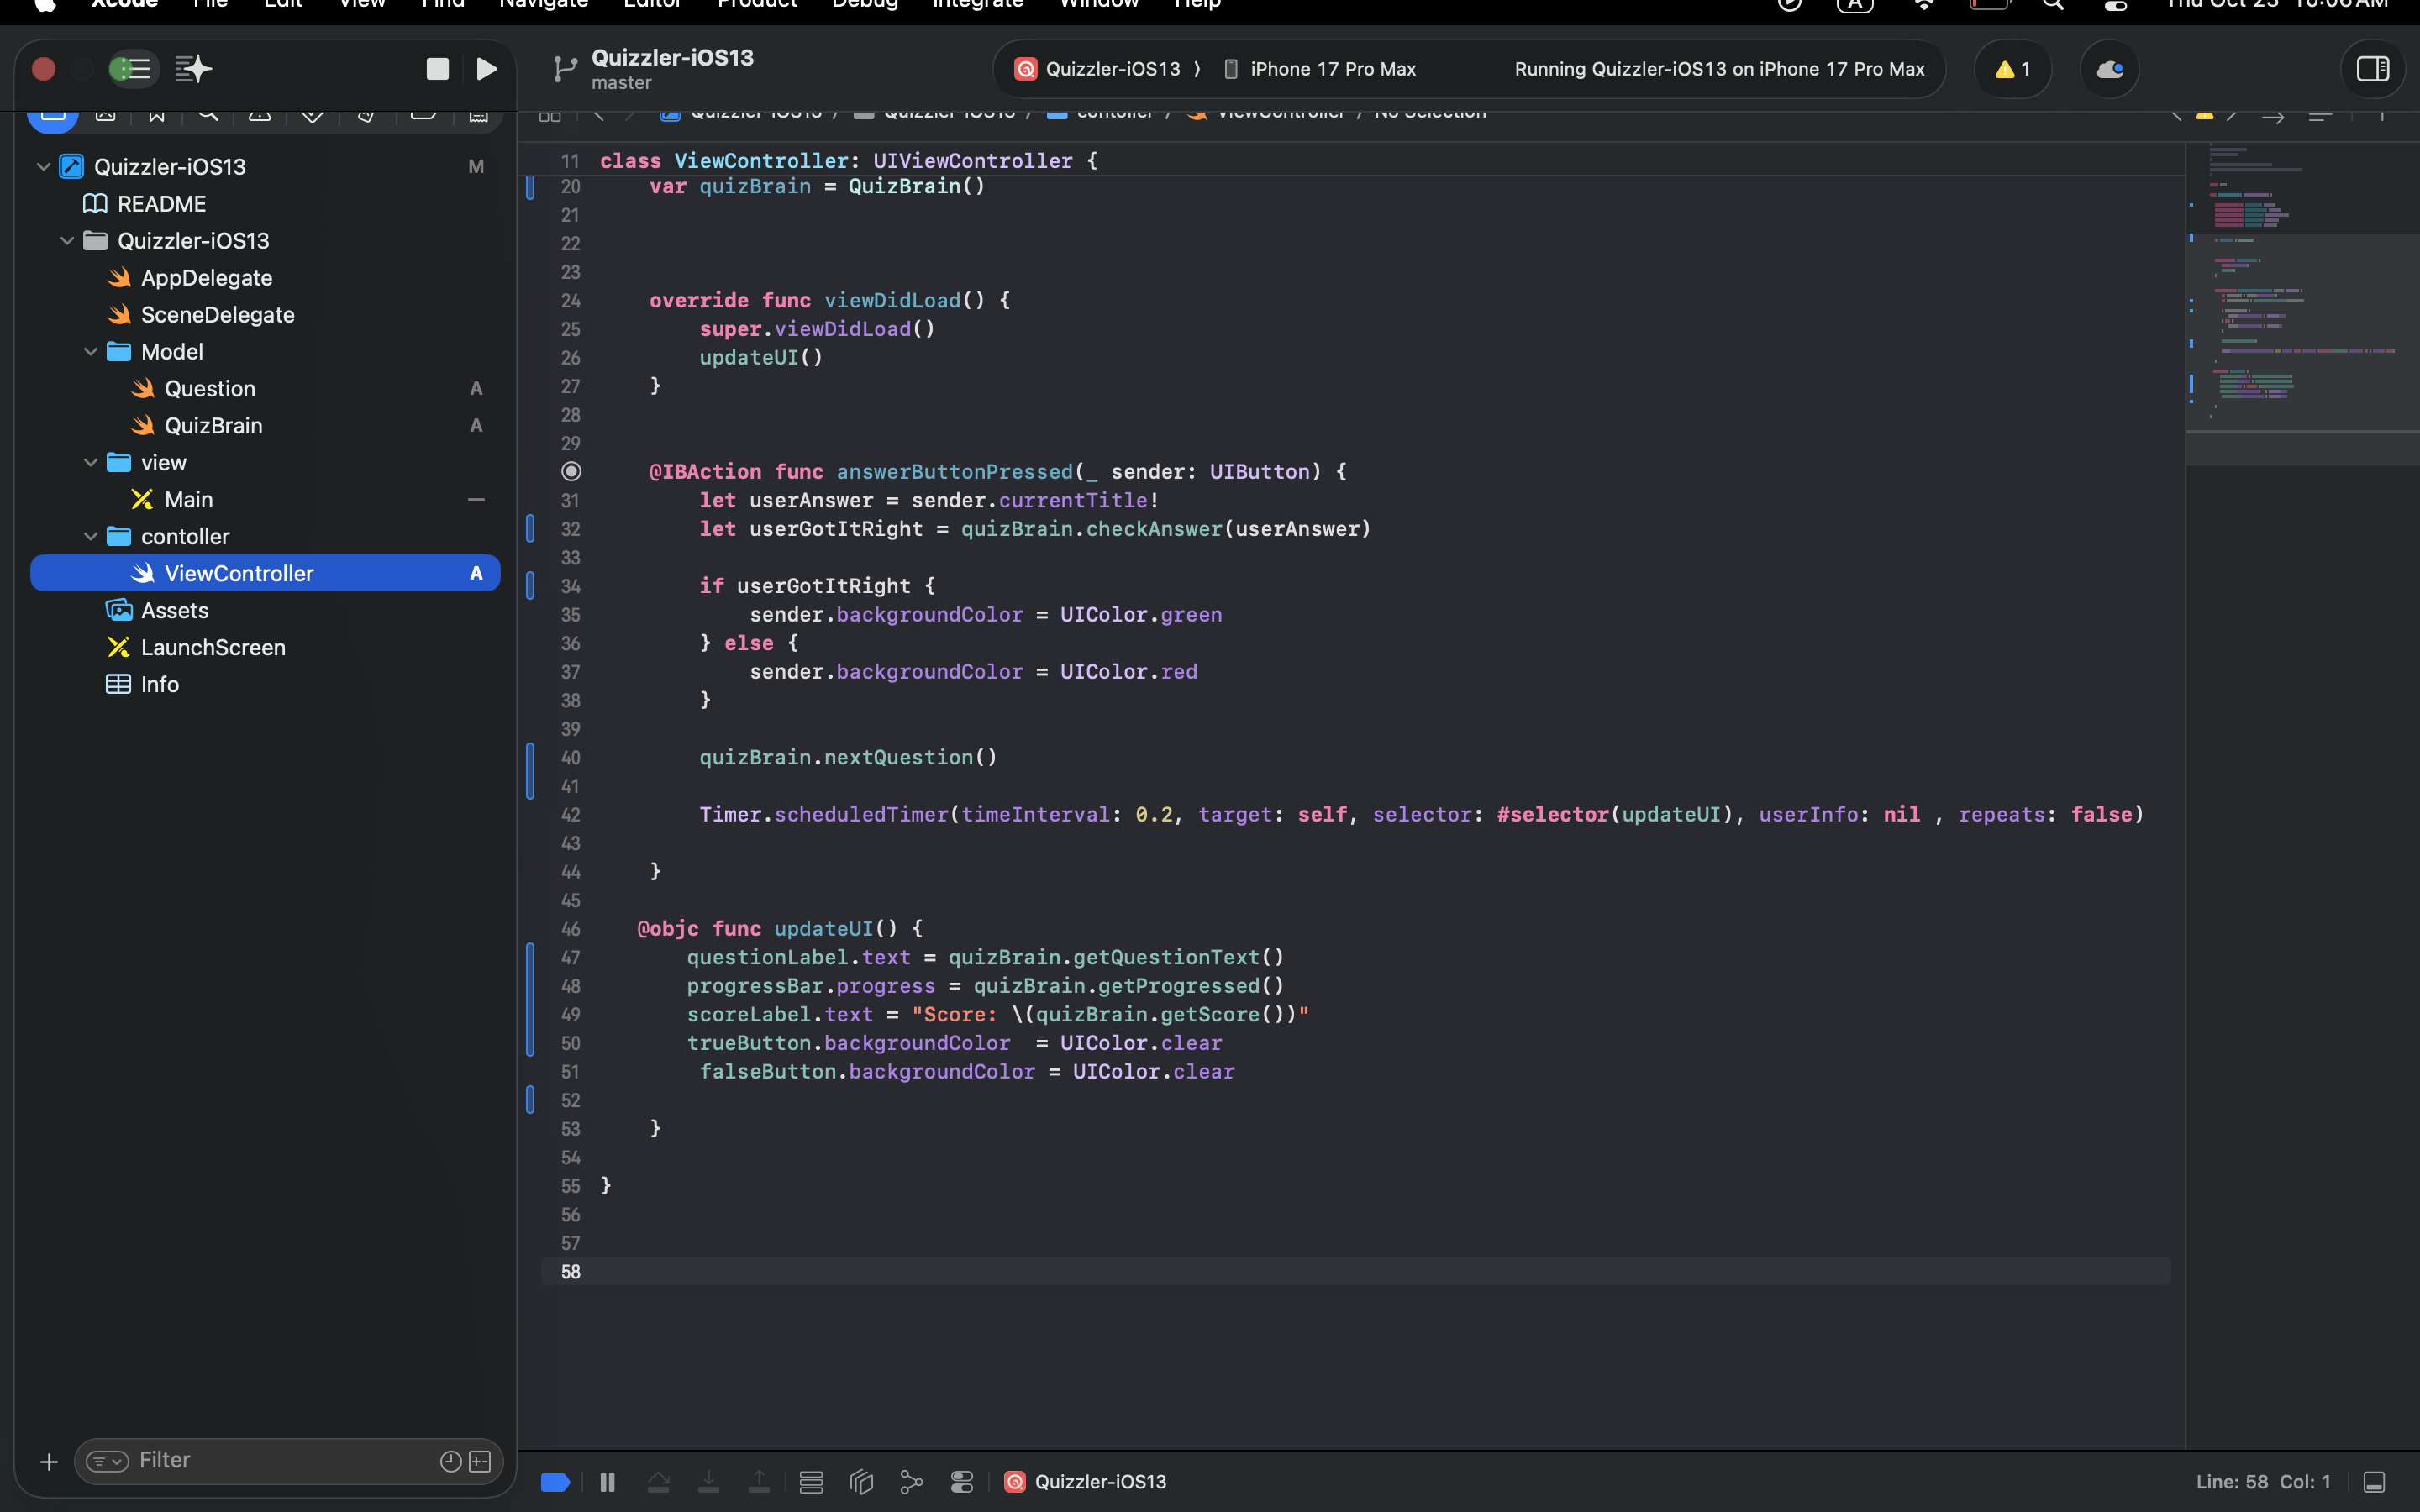 Xcode File Edit View Find Navigate Editor Product Debug Integrate Window Help A Thu Oct 23 10:06 AM
Quizzler-iOS13
master
Quizzler-iOS13 ⟩ iPhone 17 Pro Max
Running Quizzler-iOS13 on iPhone 17 Pro Max
1
Quizzler-iOS13 / Quizzler-iOS13 / contoller / ViewController / No Selection
Quizzler-iOS13 M
README
Quizzler-iOS13
AppDelegate
SceneDelegate
Model
Question A
QuizBrain A
view
Main —
contoller
ViewController A
Assets
LaunchScreen
Info
Filter
11 class ViewController: UIViewController {
20 var quizBrain = QuizBrain()
21
22
23
24 override func viewDidLoad() {
25 super.viewDidLoad()
26 updateUI()
27 }
28
29
@IBAction func answerButtonPressed(_ sender: UIButton) {
31 let userAnswer = sender.currentTitle!
32 let userGotItRight = quizBrain.checkAnswer(userAnswer)
33
34 if userGotItRight {
35 sender.backgroundColor = UIColor.green
36 } else {
37 sender.backgroundColor = UIColor.red
38 }
39
40 quizBrain.nextQuestion()
41
42 Timer.scheduledTimer(timeInterval: 0.2, target: self, selector: #selector(updateUI), userInfo: nil , repeats: false)
43
44 }
45
46 @objc func updateUI() {
47 questionLabel.text = quizBrain.getQuestionText()
48 progressBar.progress = quizBrain.getProgressed()
49 scoreLabel.text = "Score: \(quizBrain.getScore())"
50 trueButton.backgroundColor  = UIColor.clear
51 falseButton.backgroundColor = UIColor.clear
52
53 }
54
55 }
56
57
58
Quizzler-iOS13
Line: 58 Col: 1